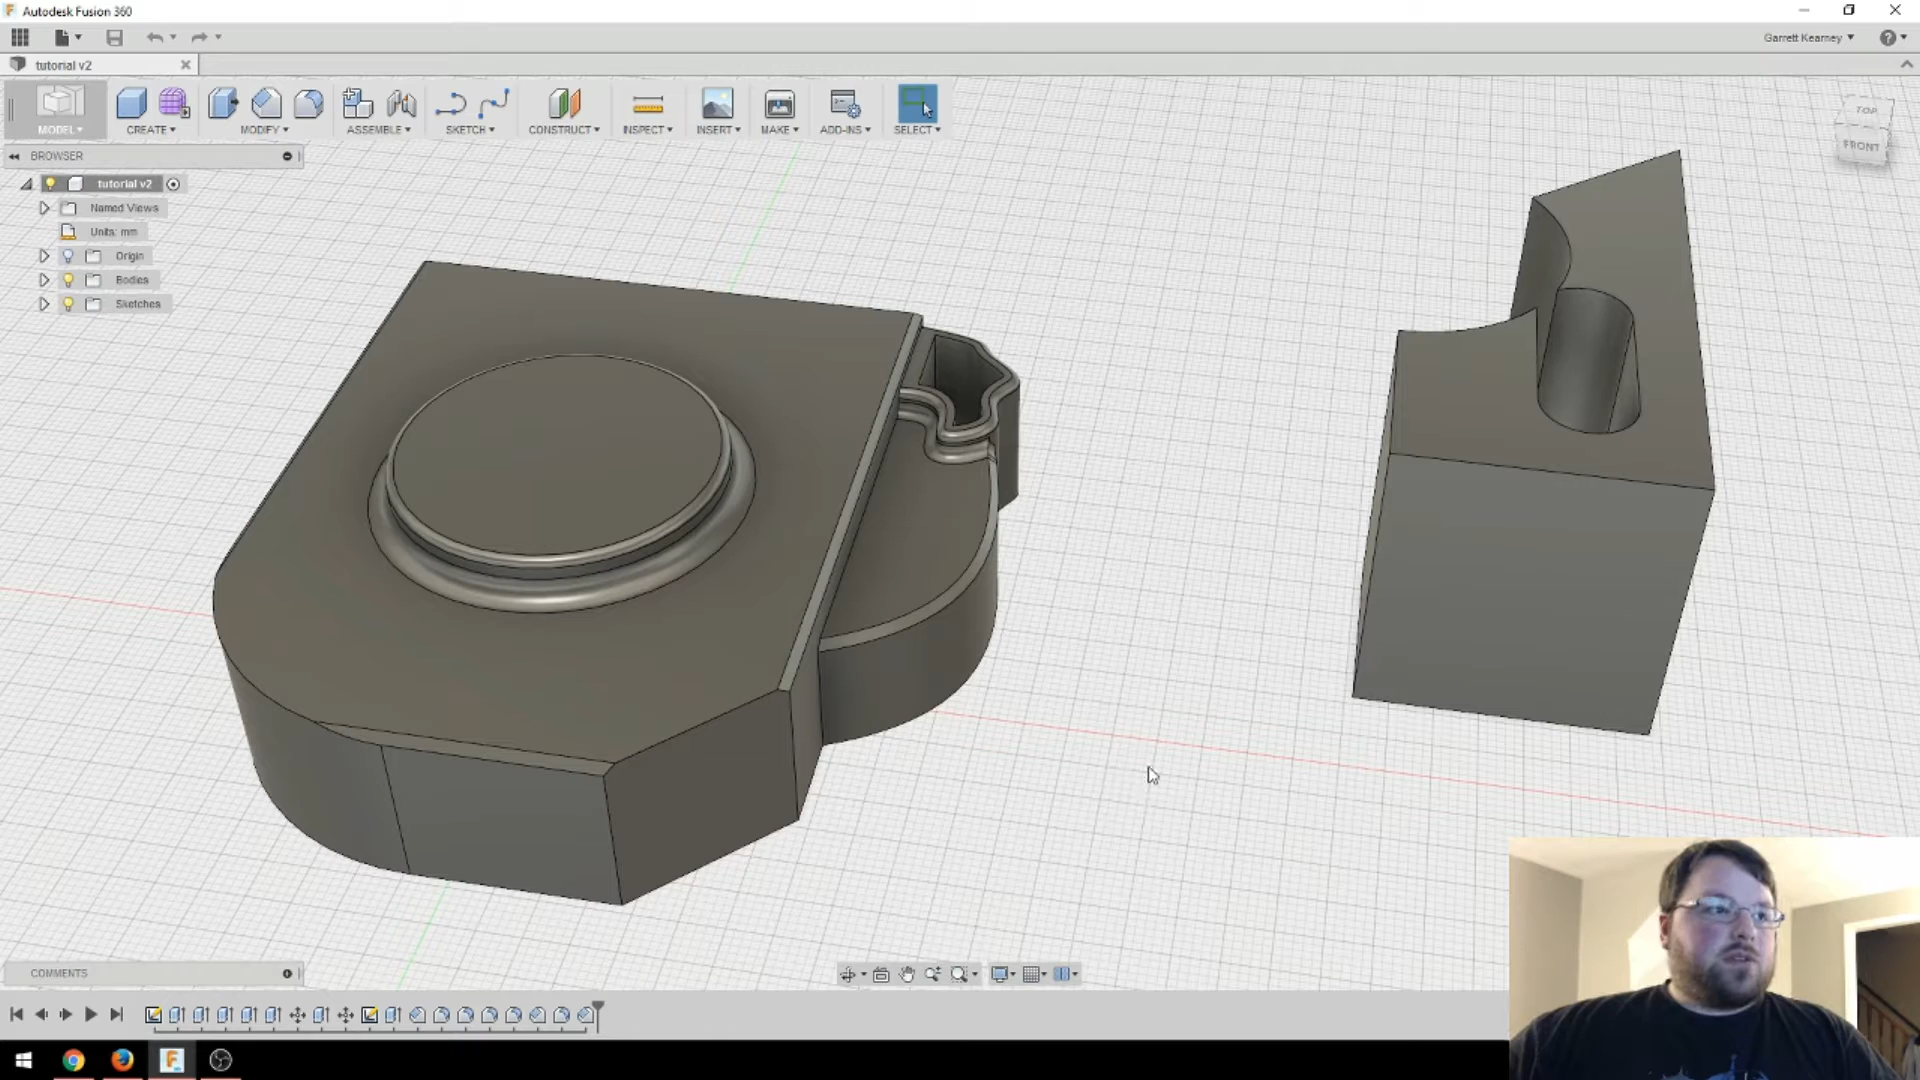 Autodesk Fusion 360
Garrett Kearney
tutorial v2
MODEL
CREATE
MODIFY
ASSEMBLE
SKETCH
CONSTRUCT
INSPECT
INSERT
MAKE
ADD-INS
SELECT
TOP
FRONT
BROWSER
tutorial v2
Named Views
Units: mm
Origin
Bodies
Sketches
COMMENTS